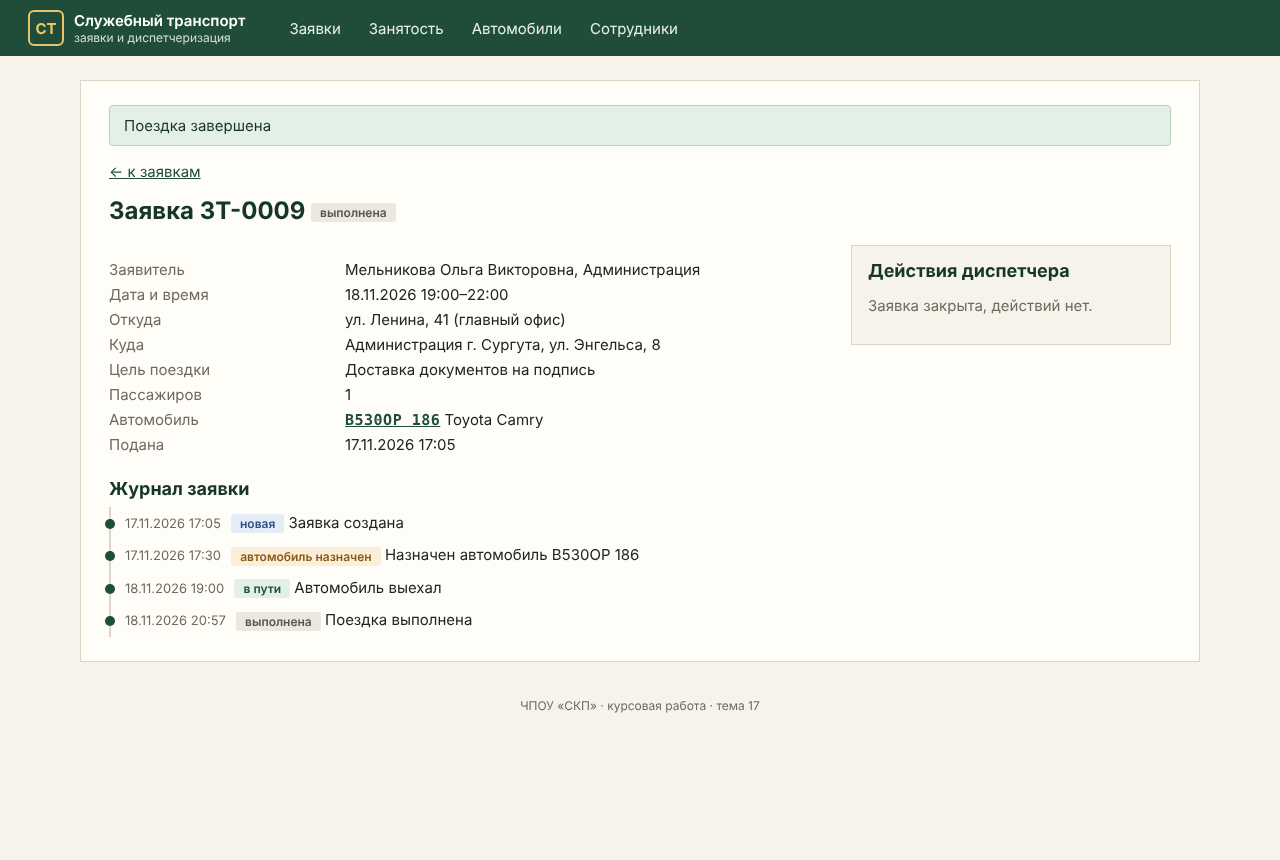 СТ
Служебный транспорт
заявки и диспетчеризация
Заявки
Занятость
Автомобили
Сотрудники
Поездка завершена
← к заявкам
Заявка ЗТ-0009 выполнена
Заявитель Мельникова Ольга Викторовна, Администрация
Дата и время 18.11.2026 19:00–22:00
Откуда ул. Ленина, 41 (главный офис)
Куда Администрация г. Сургута, ул. Энгельса, 8
Цель поездки Доставка документов на подпись
Пассажиров 1
Автомобиль В530ОР 186 Toyota Camry
Подана 17.11.2026 17:05
Действия диспетчера
Заявка закрыта, действий нет.
Журнал заявки
17.11.2026 17:05 новая Заявка создана
17.11.2026 17:30 автомобиль назначен Назначен автомобиль В530ОР 186
18.11.2026 19:00 в пути Автомобиль выехал
18.11.2026 20:57 выполнена Поездка выполнена
ЧПОУ «СКП» · курсовая работа · тема 17